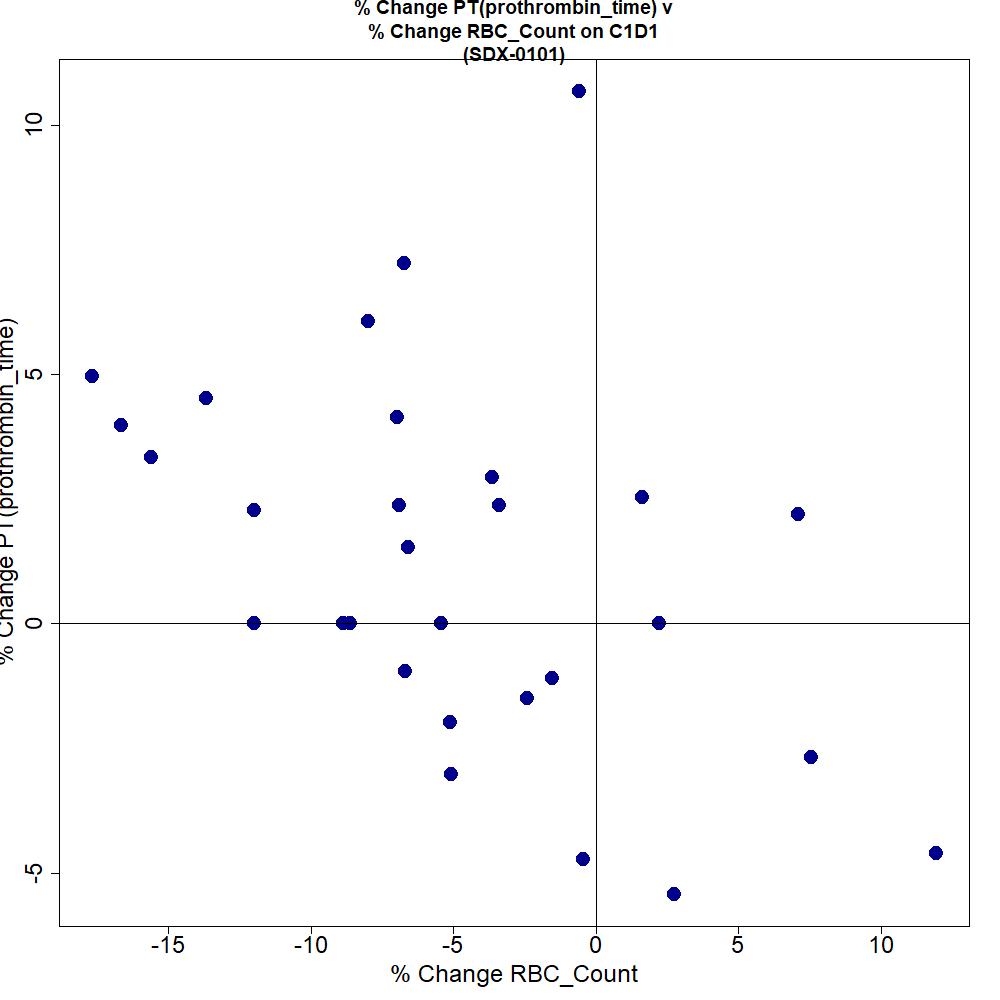 % Change PT(prothrombin_time) v
% Change RBC_Count on C1D1
(SDX-0101)
% Change PT(prothrombin_time)
10
5
0
-5
-15 -10 -5 0 5 10
% Change RBC_Count